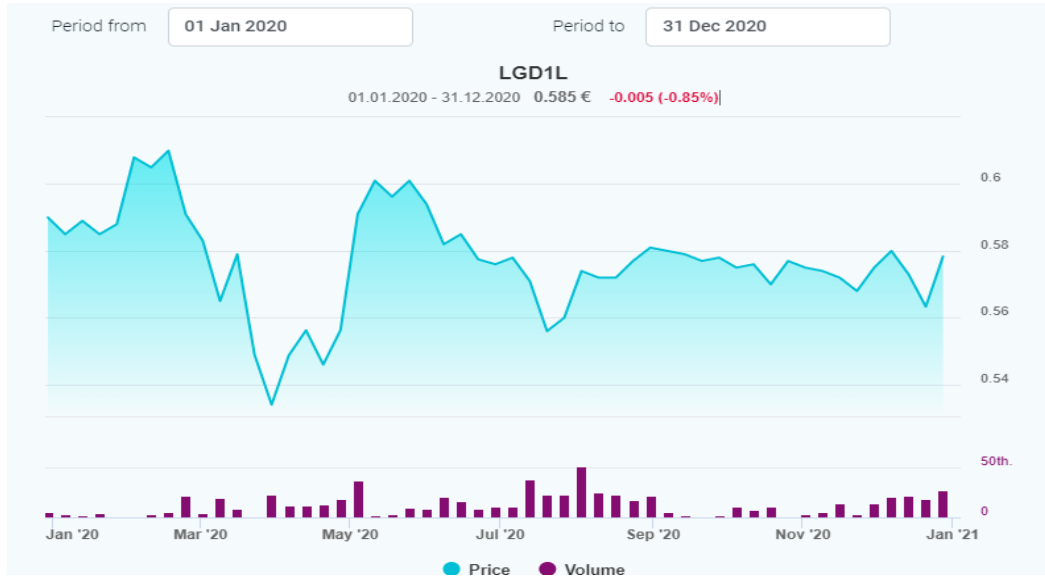 Period from 01 Jan 2020 Period to 31 Dec 2020
LGD1L
01.01.2020 - 31.12.2020 0.585 € -0.005 (-0.85%)
0.6
0.58
0.56
0.54
50th.
0
Jan '20 Mar '20 May '20 Jul '20 Sep '20 Nov '20 Jan '21
Price Volume